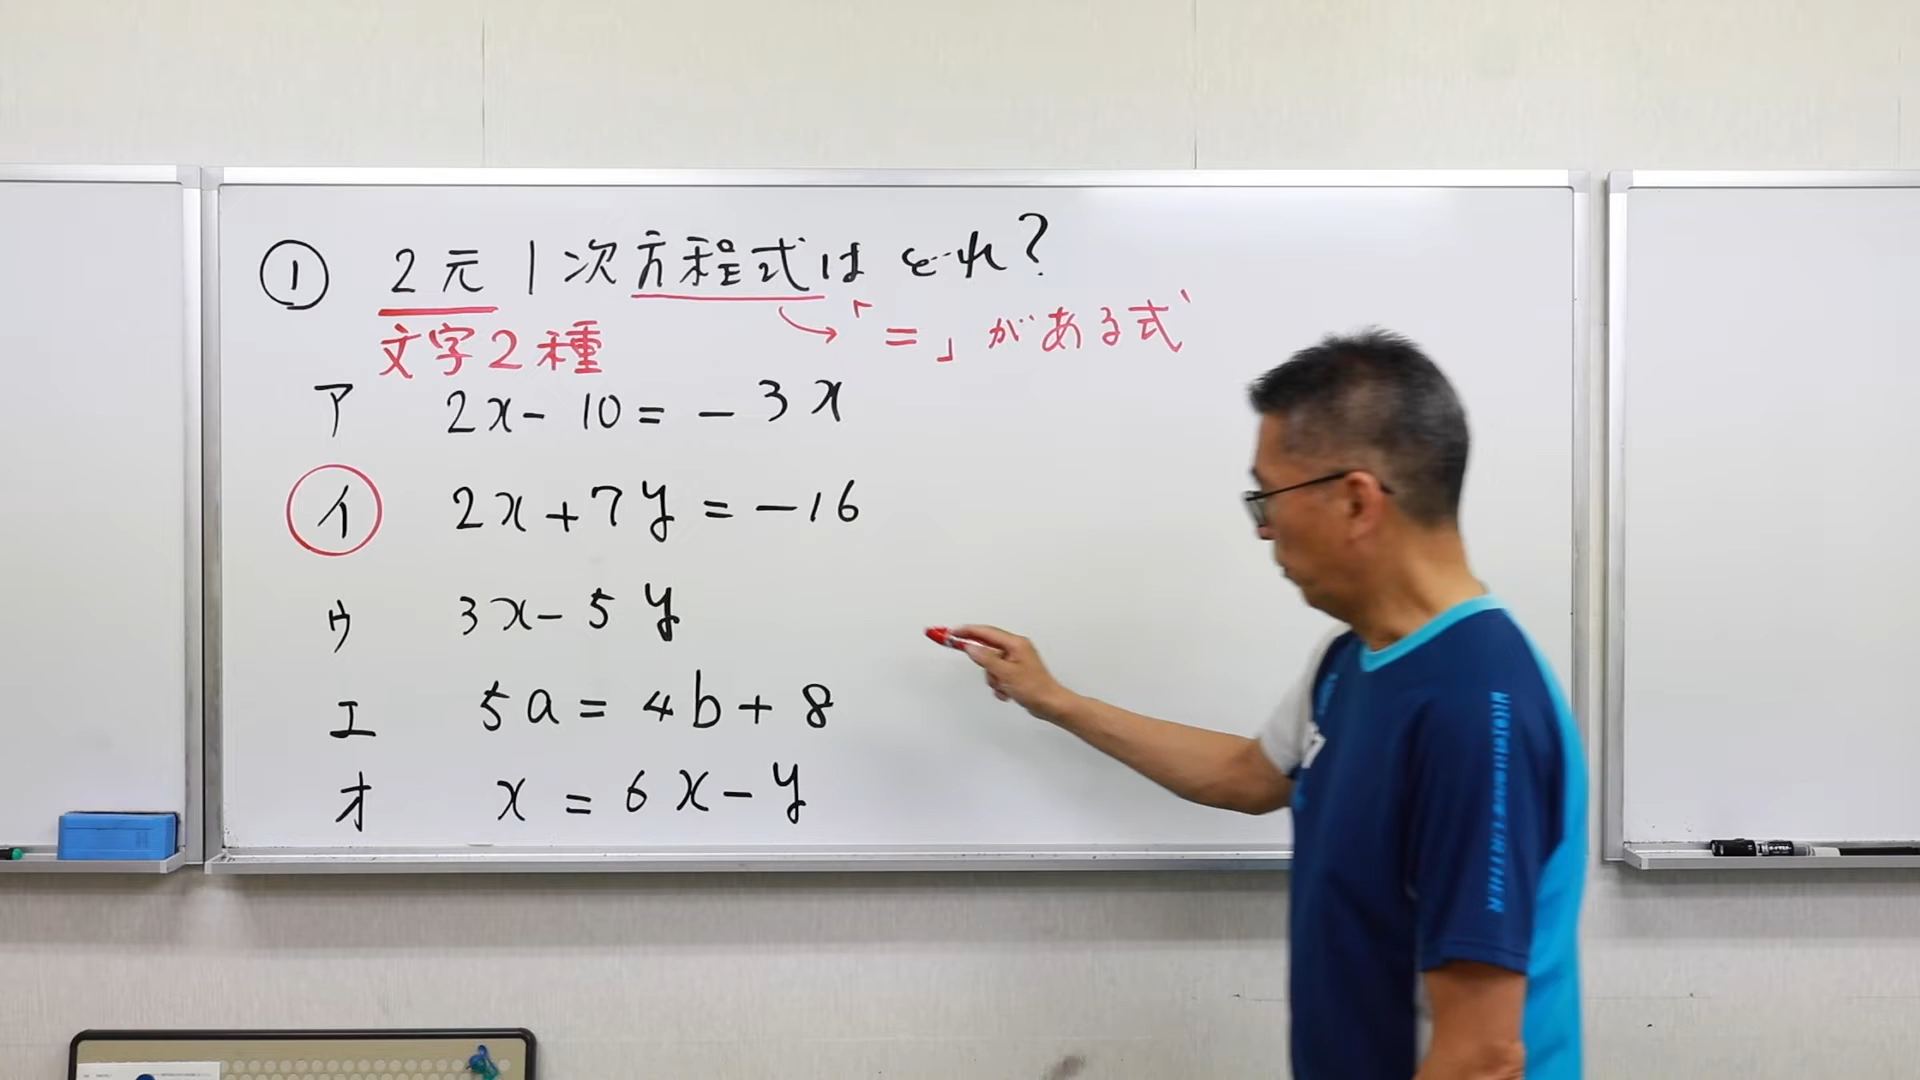 ① 2元1次方程式はどれ?
文字2種 「=」がある式
ア 2x-10=-3x
イ 2x+7y=-16
ウ 3x-5y
エ 5a=4b+8
オ x=6x-y